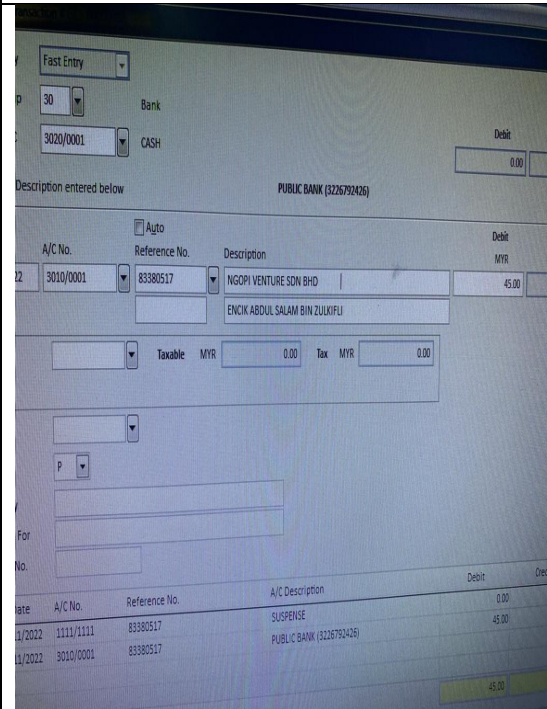 Fast Entry
30 Bank
3020/0001 CASH
Debit
0.00
Description entered below PUBLIC BANK (3226792426)
Auto
Debit
A/C No. Reference No. Description MYR
22 3010/0001 83380517 NGOPI VENTURE SDN BHD 45.00
ENCIK ABDUL SALAM BIN ZULKIFLI
Taxable MYR 0.00 Tax MYR 0.00
P
For
No.
A/C No. Reference No. A/C Description Debit
11/2022 1111/1111 83380517 SUSPENSE 0.00
11/2022 3010/0001 83380517 PUBLIC BANK (3226792426) 45.00
45.00